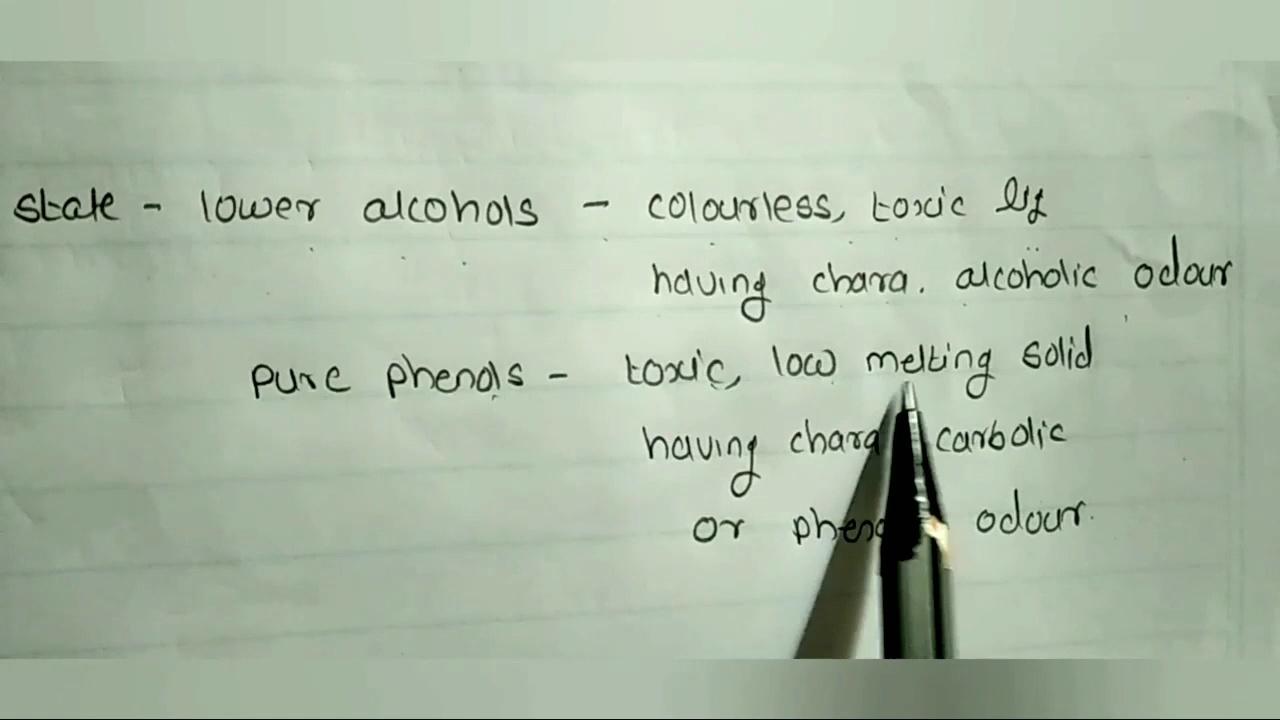 state - lower alcohols - colourless, toxic liq
having chara. alcoholic odour
pure phenols - toxic, low melting solid
having chara carbolic
or odour.